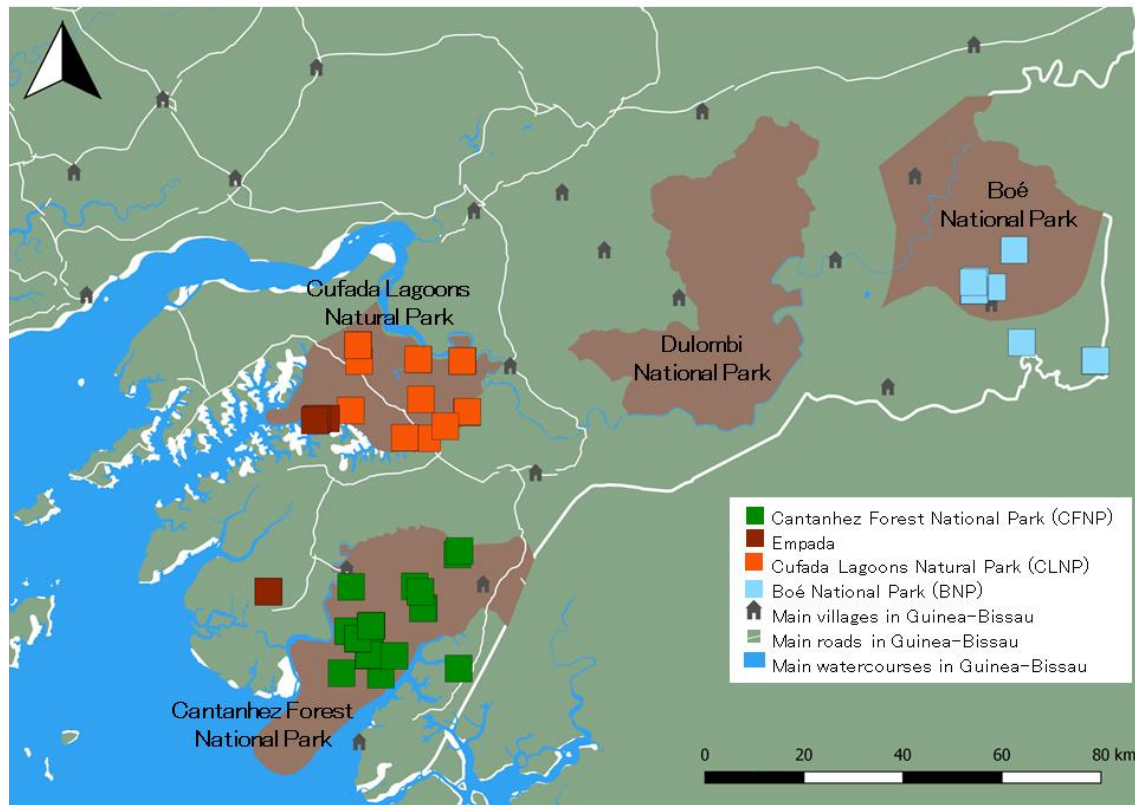 Boé
National Park
Cufada Lagoons
Natural Park
Dulombi
National Park
Cantanhez Forest National Park (CFNP)
Empada
Cufada Lagoons Natural Park (CLNP)
Boé National Park (BNP)
Main villages in Guinea-Bissau
Main roads in Guinea-Bissau
Main watercourses in Guinea-Bissau
Cantanhez Forest
National Park
0 20 40 60 80 km